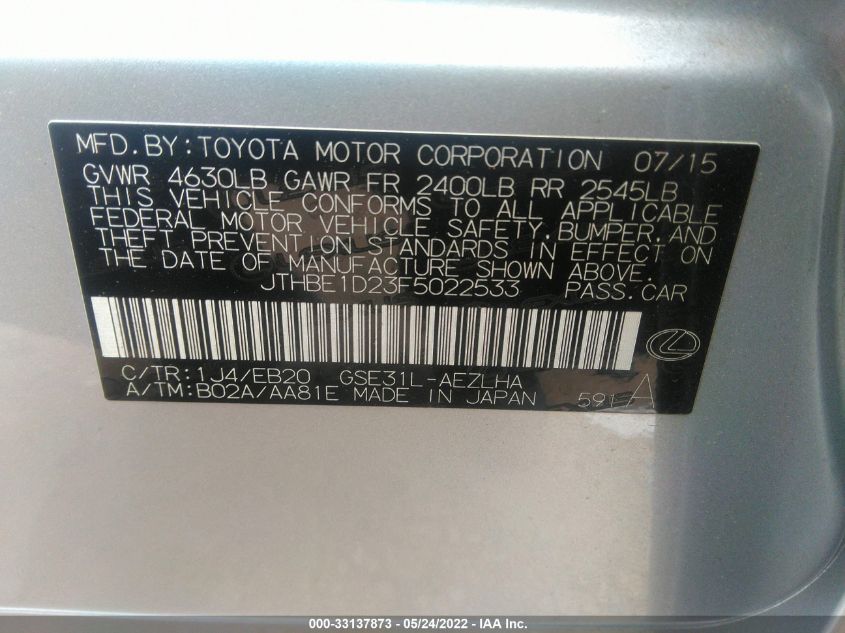 MFD.BY:TOYOTA MOTOR CORPORATION 07/15
GVWR 4630LB GAWR FR 2400LB RR 2545LB
THIS VEHICLE CONFORMS TO ALL APPLICABLE
FEDERAL MOTOR VEHICLE SAFETY,BUMPER,AND
THEFT PREVENTION STANDARDS IN EFFECT ON
THE DATE OF MANUFACTURE SHOWN ABOVE.
JTHBE1D23F5022533 PASS.CAR
C/TR:1J4/EB20 GSE31L-AEZLHA
A/TM:B02A/AA81E MADE IN JAPAN 591 A
000-33137873 - 05/24/2022 - IAA Inc.